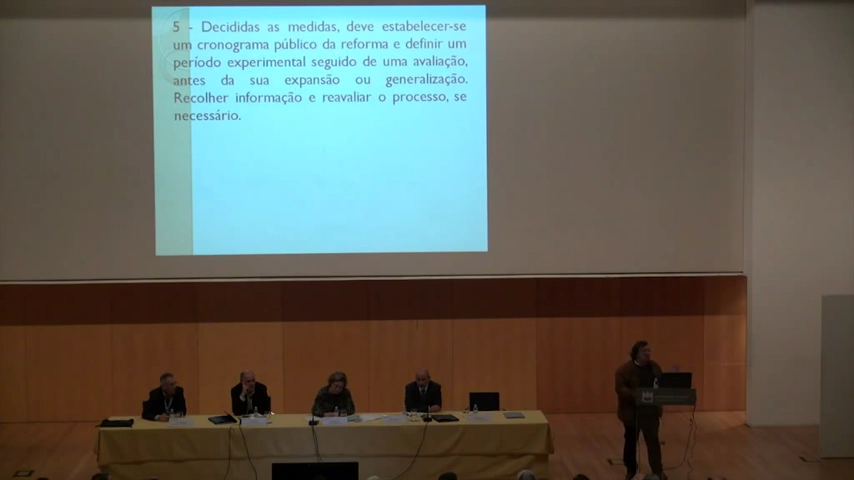 5 - Decididas as medidas, deve estabelecer-se
um cronograma público da reforma e definir um
período experimental seguido de uma avaliação,
antes da sua expansão ou generalização.
Recolher informação e reavaliar o processo, se
necessário.